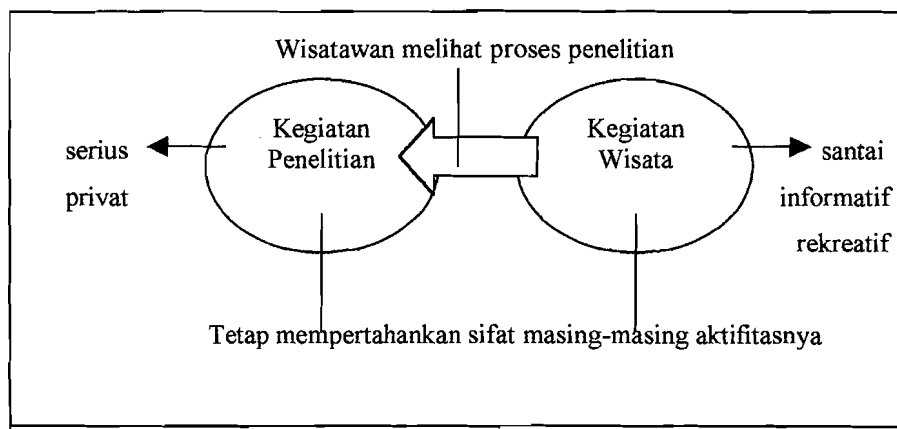 Wisatawan melihat proses penelitian
Kegiatan
Penelitian
Kegiatan
Wisata
serius
privat
santai
informatif
rekreatif
Tetap mempertahankan sifat masing-masing aktifitasnya